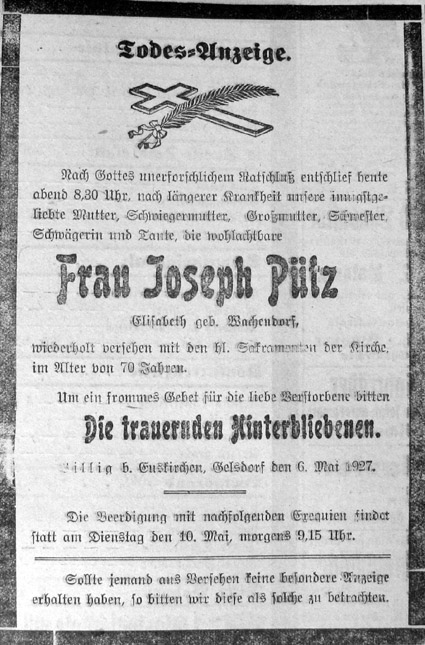 Todes-Anzeige.
Nach Gottes unerforschlichem Ratschluß entschlief heute
abend 8,30 Uhr, nach längerer Krankheit unsere innigstge-
liebte Mutter, Schwiegermutter, Großmutter, Schwester,
Schwägerin und Tante, die wohlachtbare
Frau Joseph Pütz
Elisabeth geb. Wachendorf,
wiederholt versehen mit den hl. Sakramenten der Kirche,
im Alter von 70 Jahren.
Um ein frommes Gebet für die liebe Verstorbene bitten
Die trauernden Hinterbliebenen.
Billig b. Euskirchen, Gelsdorf den 6. Mai 1927.
Die Beerdigung mit nachfolgenden Exequien findet
statt am Dienstag den 10. Mai, morgens 9,15 Uhr.
Sollte jemand aus Versehen keine besondere Anzeige
erhalten haben, so bitten wir diese als solche zu betrachten.